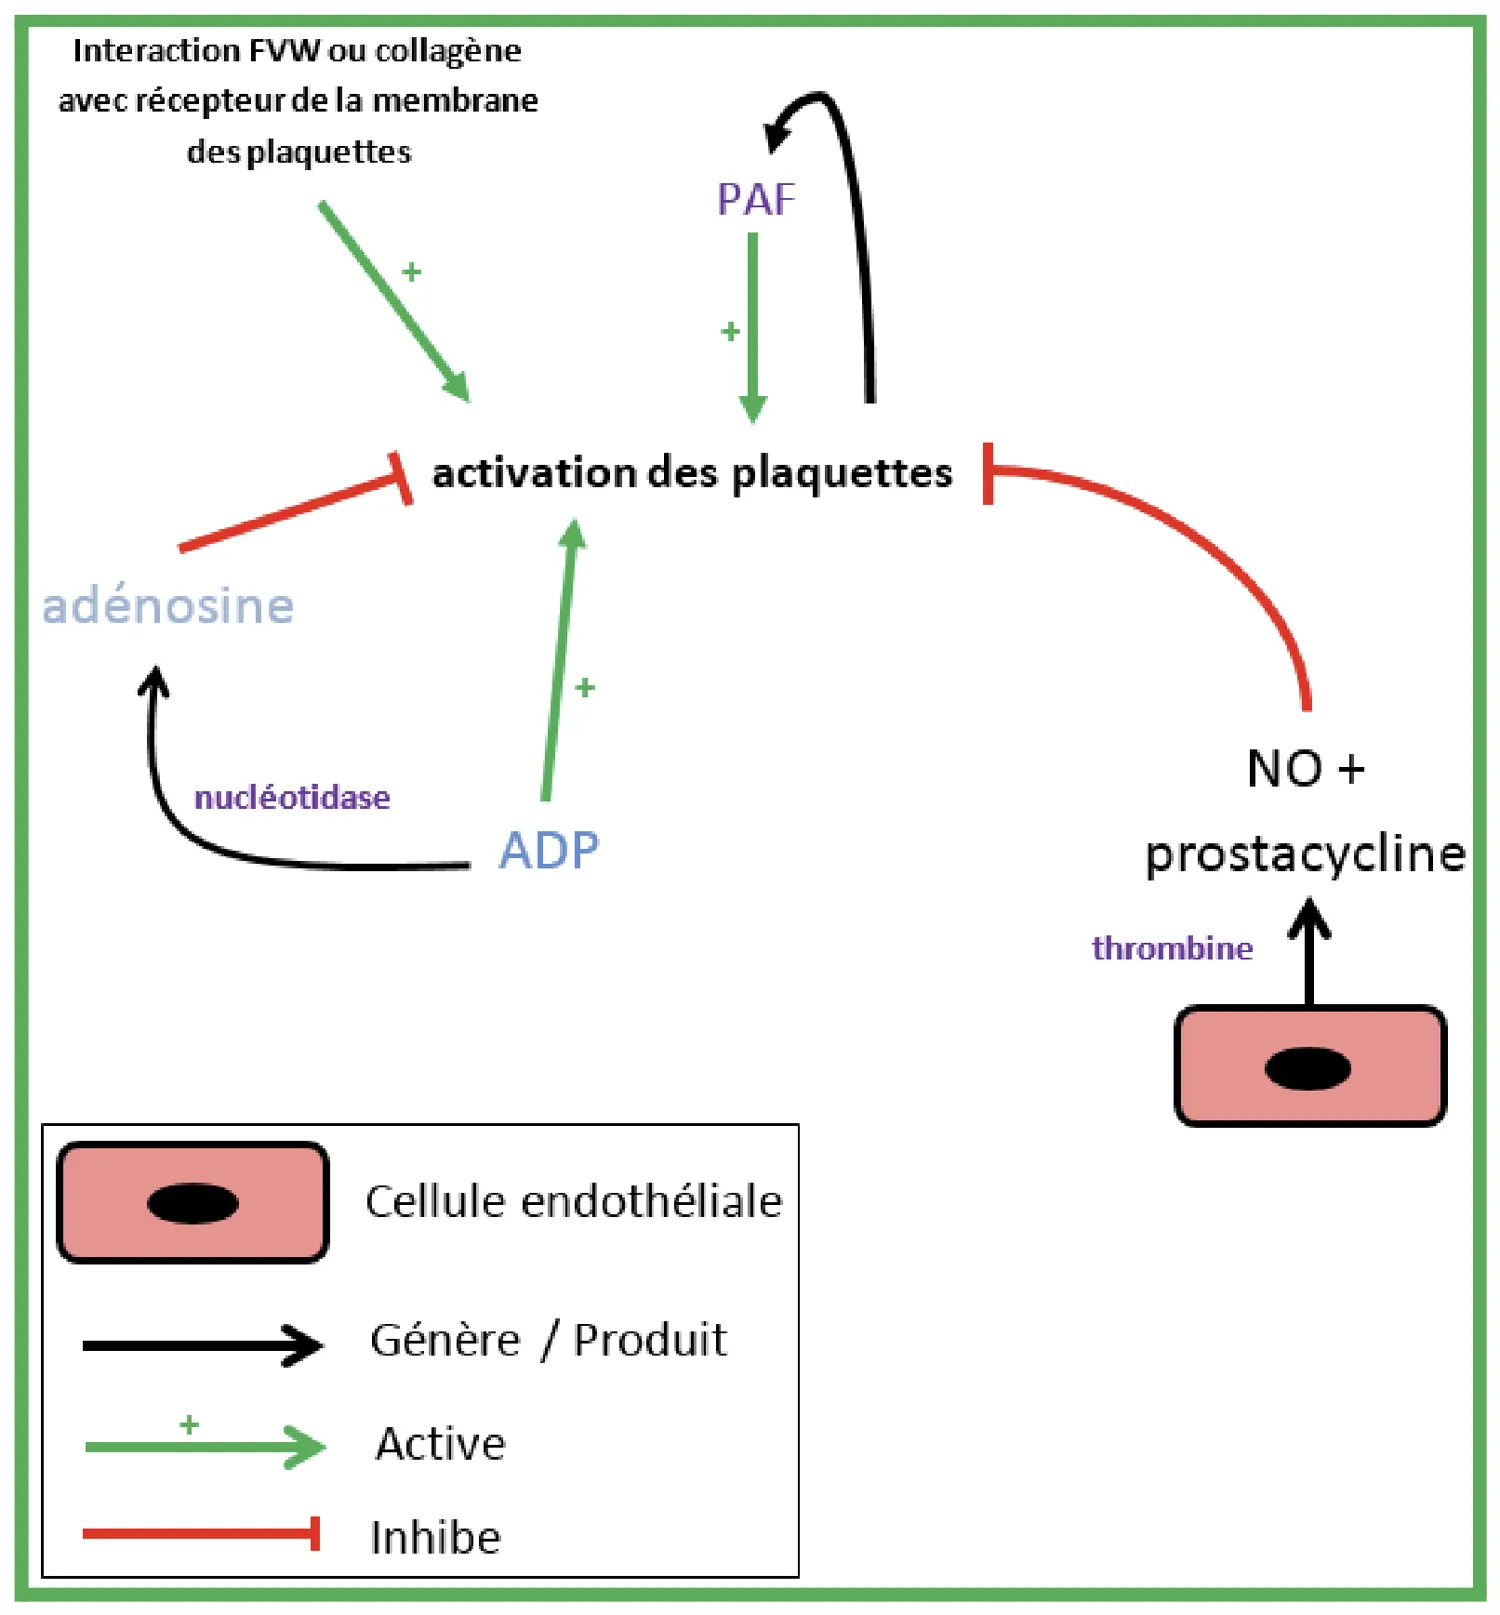 Interaction FVW ou collagène
avec récepteur de la membrane
des plaquettes
PAF
+
+
activation des plaquettes
adénosine
+
nucléotidase
ADP
NO +
prostacycline
thrombine
Cellule endothéliale
Génère / Produit
+
Active
Inhibe